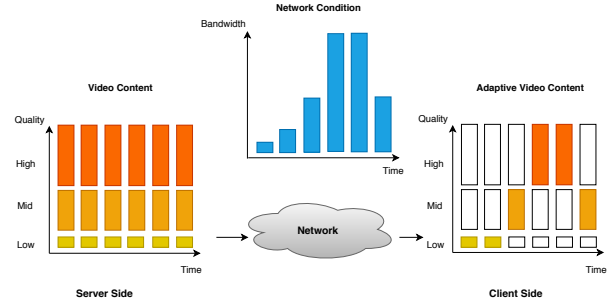 Network Condition
Bandwidth
Time
Video Content
Quality
High
Mid
Low
Time
Server Side
Network
Adaptive Video Content
Quality
High
Mid
Low
Time
Client Side